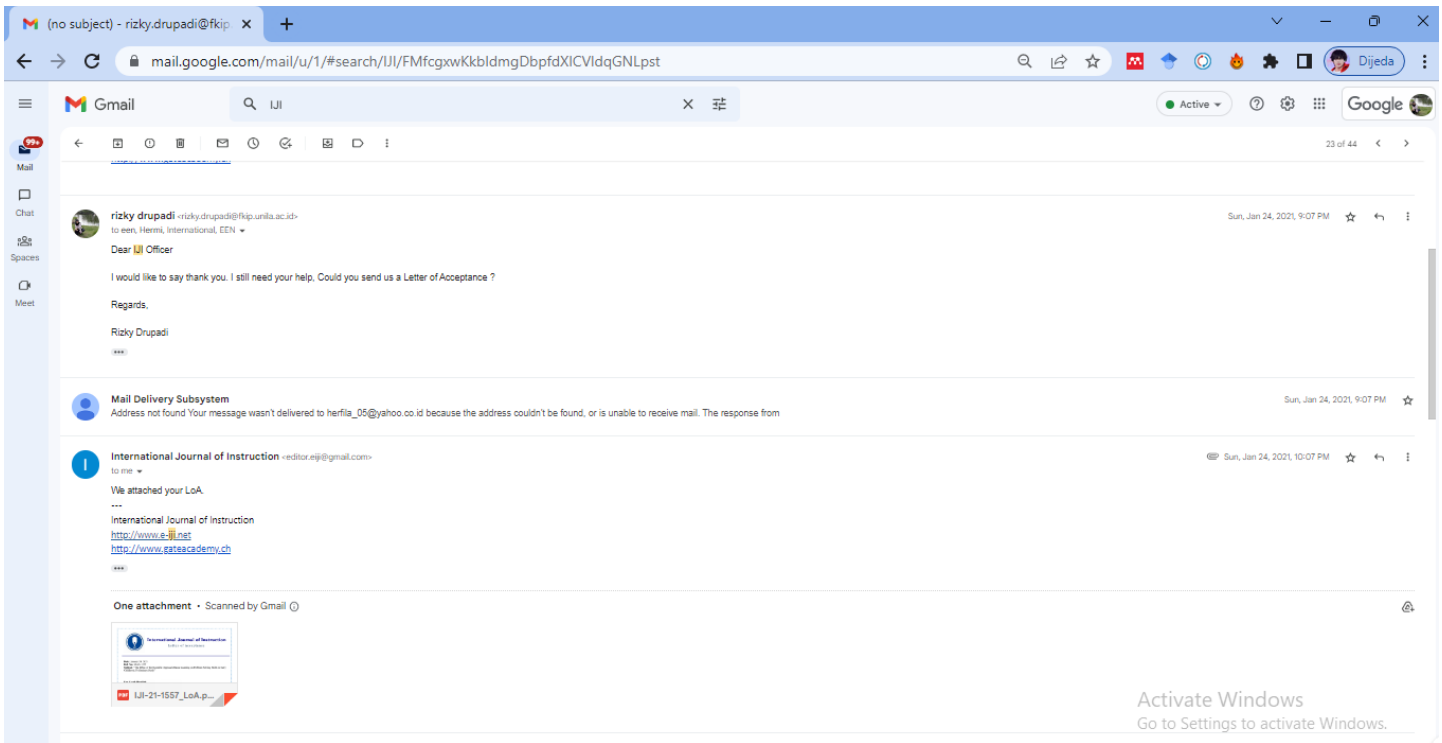 (no subject) - rizky.drupadi@fkip.
mail.google.com/mail/u/1/#search/IJI/FMfcgxwKkbldmgDbpfdXlCVldqGNLpst
Dijeda
Gmail
IJI
Active
Google
99+
Mail
23 of 44
Chat
Spaces
Meet
rizky drupadi <rizky.drupadi@fkip.unila.ac.id>
Sun, Jan 24, 2021, 9:07 PM
to een, Hermi, International, EEN
Dear IJI Officer
I would like to say thank you. I still need your help, Could you send us a Letter of Acceptance ?
Regards,
Rizky Drupadi
Mail Delivery Subsystem
Sun, Jan 24, 2021, 9:07 PM
Address not found Your message wasn't delivered to herfila_05@yahoo.co.id because the address couldn't be found, or is unable to receive mail. The response from
International Journal of Instruction <editor.eiji@gmail.com>
Sun, Jan 24, 2021, 10:07 PM
to me
We attached your LoA.
---
International Journal of Instruction
http://www.e-iji.net
http://www.gateacademy.ch
One attachment • Scanned by Gmail
International Journal of Instruction
PDF
IJI-21-1557_LoA.p...
Activate Windows
Go to Settings to activate Windows.